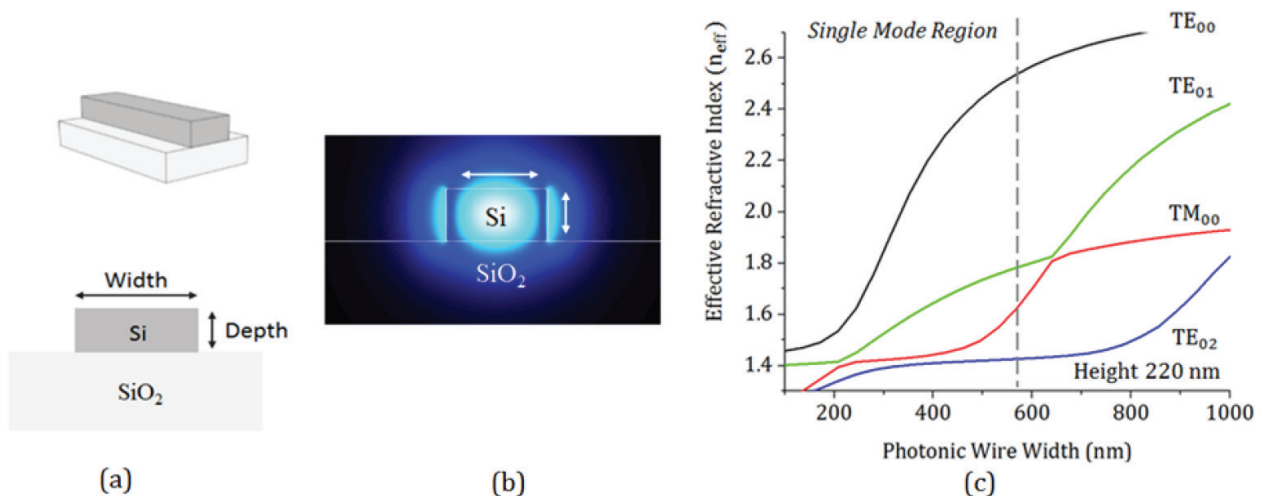 Width
Si
Depth
SiO₂
(a)
Si
SiO₂
(b)
Single Mode Region
TE₀₀
TE₀₁
TM₀₀
TE₀₂
Height 220 nm
Effective Refractive Index (n_eff)
2.6
2.4
2.2
2.0
1.8
1.6
1.4
200 400 600 800 1000
Photonic Wire Width (nm)
(c)